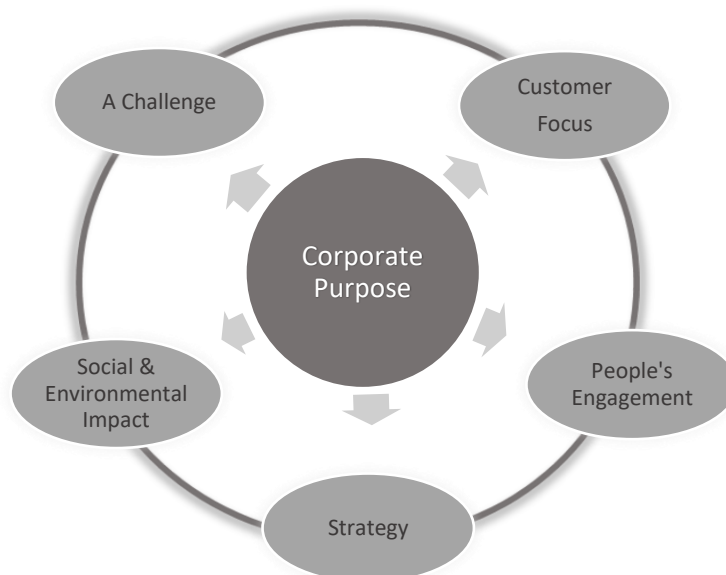 A Challenge
Customer
Focus
Corporate
Purpose
Social &
Environmental
Impact
People's
Engagement
Strategy